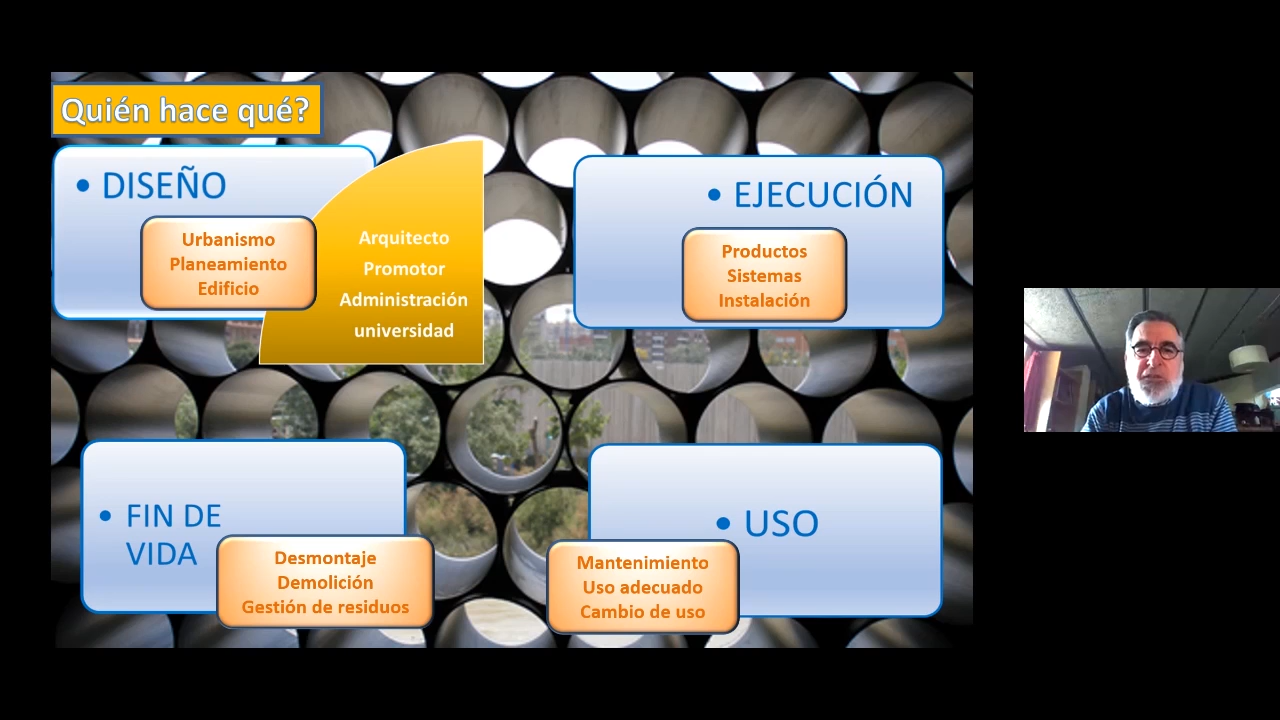 Quién hace qué?
• DISEÑO
Urbanismo
Planeamiento
Edificio
Arquitecto
Promotor
Administración
universidad
• EJECUCIÓN
Productos
Sistemas
Instalación
• FIN DE
VIDA
Desmontaje
Demolición
Gestión de residuos
• USO
Mantenimiento
Uso adecuado
Cambio de uso